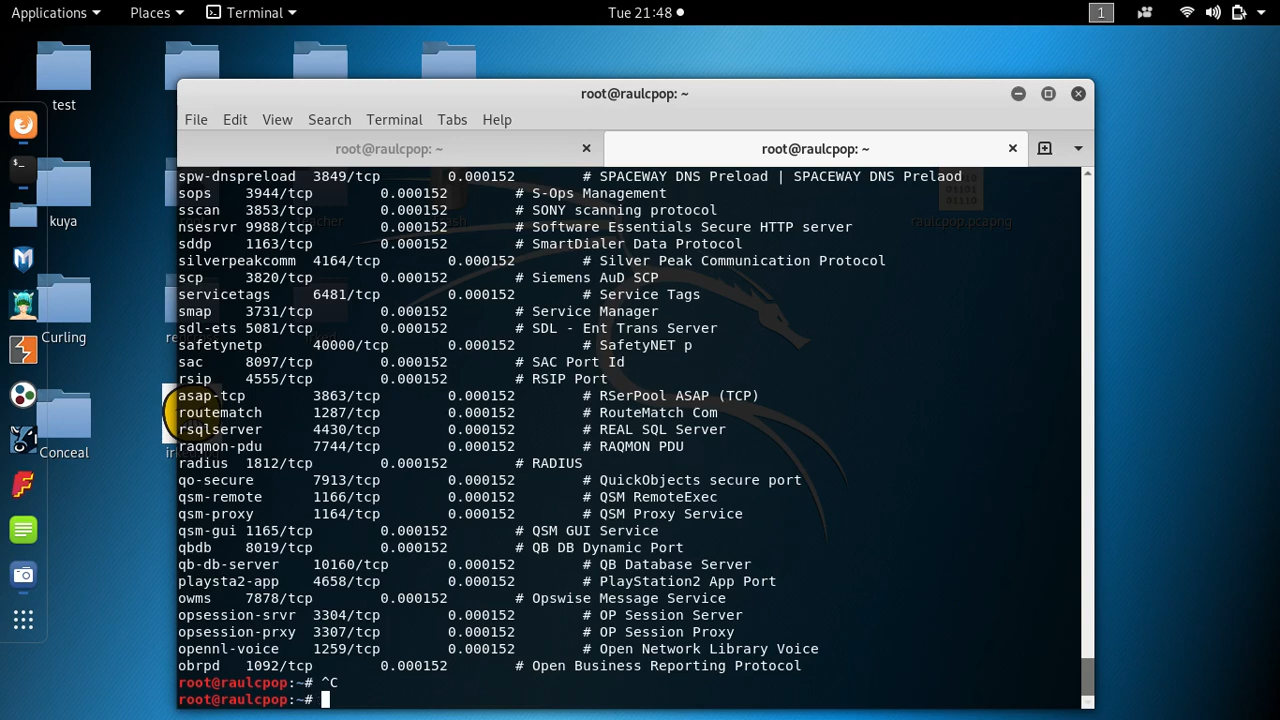 Applications
Places
Terminal
Tue 21:48
1
test
root@raulcpop: ~
File Edit View Search Terminal Tabs Help
root@raulcpop: ~
root@raulcpop: ~
spw-dnspreload 3849/tcp 0.000152 # SPACEWAY DNS Preload | SPACEWAY DNS Prelaod
sops 3944/tcp 0.000152 # S-Ops Management
sscan 3853/tcp 0.000152 # SONY scanning protocol
nsesrvr 9988/tcp 0.000152 # Software Essentials Secure HTTP server
sddp 1163/tcp 0.000152 # SmartDialer Data Protocol
silverpeakcomm 4164/tcp 0.000152 # Silver Peak Communication Protocol
scp 3820/tcp 0.000152 # Siemens AuD SCP
servicetags 6481/tcp 0.000152 # Service Tags
smap 3731/tcp 0.000152 # Service Manager
sdl-ets 5081/tcp 0.000152 # SDL - Ent Trans Server
safetynetp 40000/tcp 0.000152 # SafetyNET p
sac 8097/tcp 0.000152 # SAC Port Id
rsip 4555/tcp 0.000152 # RSIP Port
asap-tcp 3863/tcp 0.000152 # RSerPool ASAP (TCP)
routematch 1287/tcp 0.000152 # RouteMatch Com
rsqlserver 4430/tcp 0.000152 # REAL SQL Server
raqmon-pdu 7744/tcp 0.000152 # RAQMON PDU
radius 1812/tcp 0.000152 # RADIUS
qo-secure 7913/tcp 0.000152 # QuickObjects secure port
qsm-remote 1166/tcp 0.000152 # QSM RemoteExec
qsm-proxy 1164/tcp 0.000152 # QSM Proxy Service
qsm-gui 1165/tcp 0.000152 # QSM GUI Service
qbdb 8019/tcp 0.000152 # QB DB Dynamic Port
qb-db-server 10160/tcp 0.000152 # QB Database Server
playsta2-app 4658/tcp 0.000152 # PlayStation2 App Port
owms 7878/tcp 0.000152 # Opswise Message Service
opsession-srvr 3304/tcp 0.000152 # OP Session Server
opsession-prxy 3307/tcp 0.000152 # OP Session Proxy
opennl-voice 1259/tcp 0.000152 # Open Network Library Voice
obrpd 1092/tcp 0.000152 # Open Business Reporting Protocol
root@raulcpop:~# ^C
root@raulcpop:~#
kuya
Curling
Conceal
raulcpop.pcapng